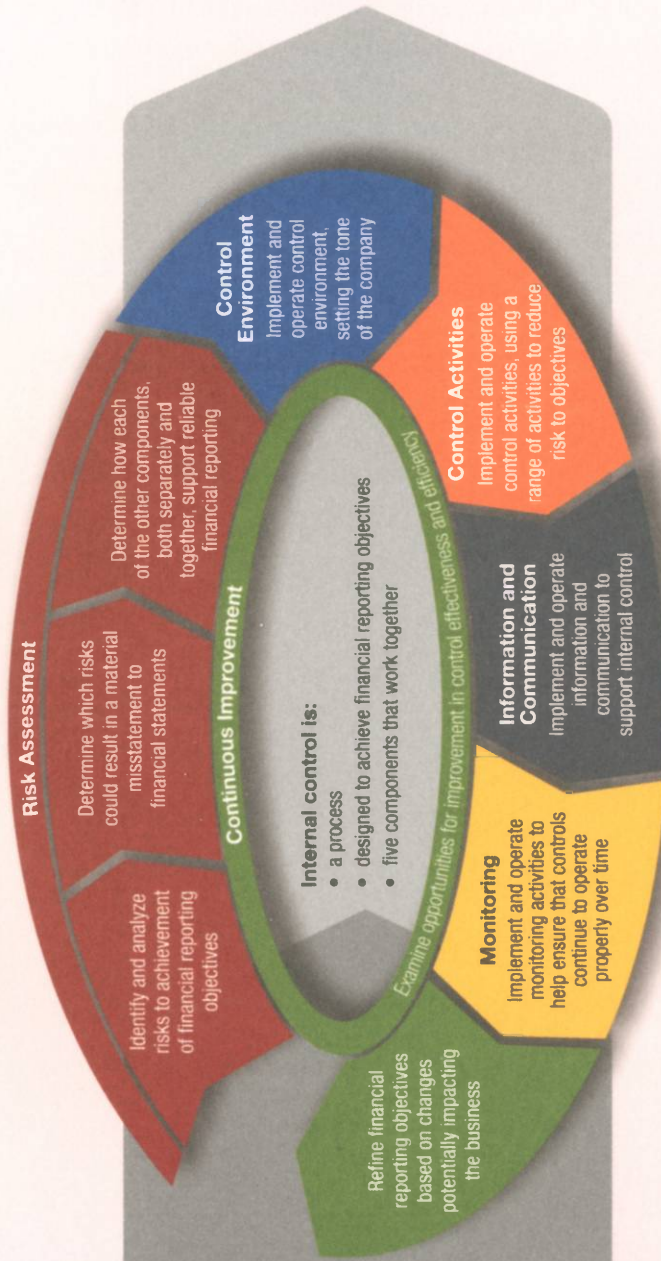 Risk Assessment
Identify and analyze
risks to achievement
of financial reporting
objectives
Determine which risks
could result in a material
misstatement to
financial statements
Determine how each
of the other components,
both separately and
together, support reliable
financial reporting
Control
Environment
Implement and
operate control
environment,
setting the tone
of the company
Control Activities
Implement and operate
control activities, using a
range of activities to reduce
risk to objectives
Information and
Communication
Implement and operate
information and
communication to
support internal control
Monitoring
Implement and operate
monitoring activities to
help ensure that controls
continue to operate
properly over time
Refine financial
reporting objectives
based on changes
potentially impacting
the business
Continuous Improvement
Internal control is:
• a process
• designed to achieve financial reporting objectives
• five components that work together
Examine opportunities for improvement in control effectiveness and efficiency